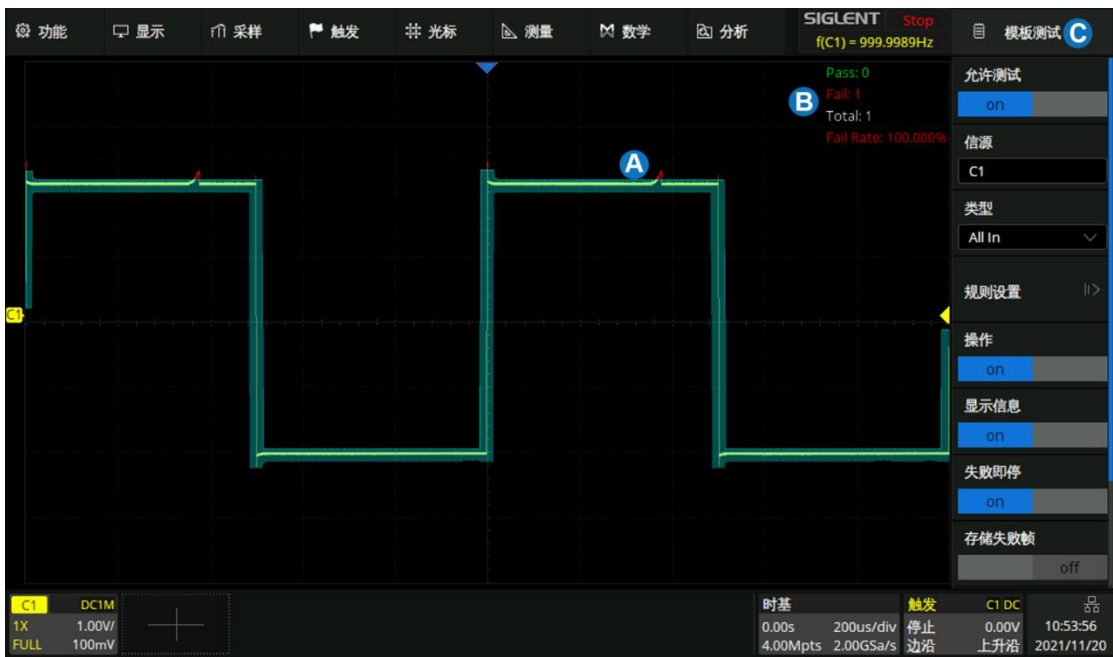 功能 显示 采样 触发 光标 测量 数学 分析 SIGLENT Stop 模板测试 C
f(C1) = 999.9989Hz
Pass: 0
Fail: 1
Total: 1
Fail Rate: 100.000%
B
A
C1
允许测试
on
信源
C1
类型
All In
规则设置
操作
on
显示信息
on
失败即停
on
存储失败帧
off
C1 DC1M
1X 1.00V/
FULL 100mV
时基
0.00s 200us/div
4.00Mpts 2.00GSa/s
触发 C1 DC
停止 0.00V
边沿 上升沿
10:53:56
2021/11/20